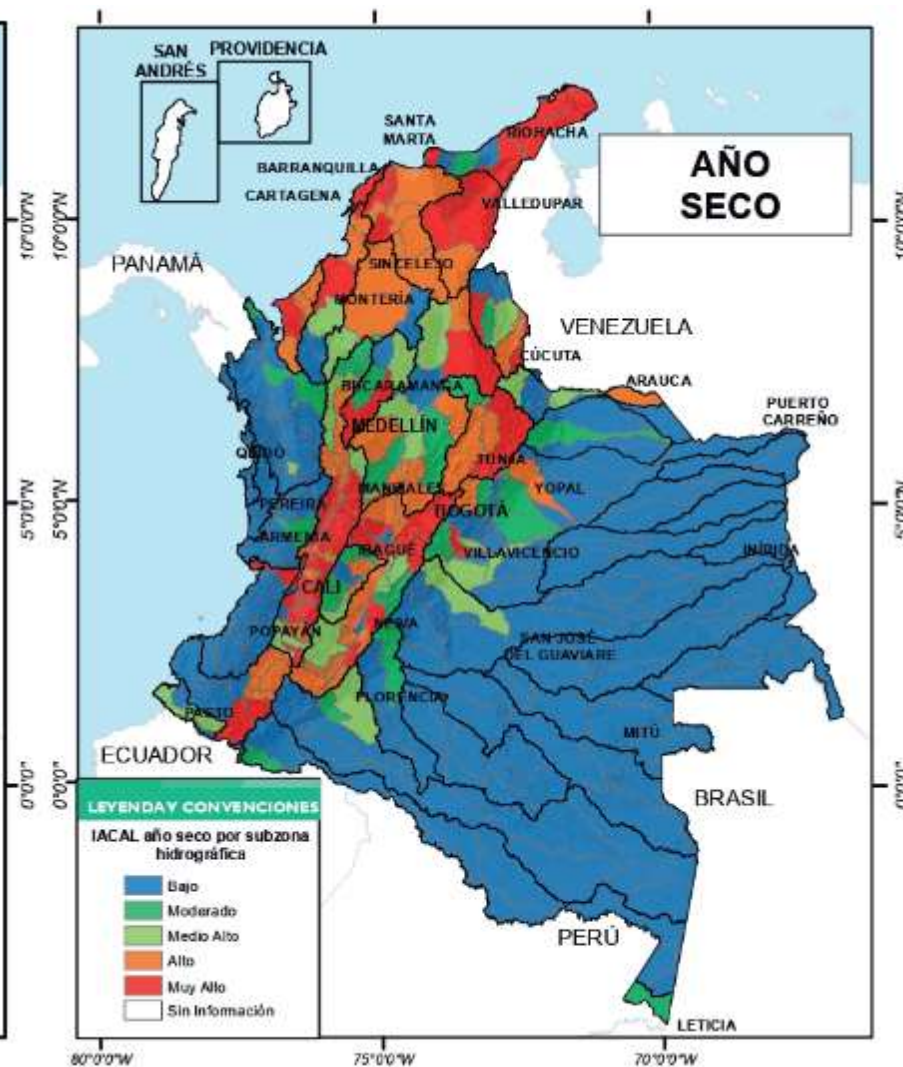 SAN
ANDRÉS
PROVIDENCIA
AÑO
SECO
SANTA
MARTA
RIOHACHA
BARRANQUILLA
CARTAGENA
VALLEDUPAR
PANAMÁ
SINCELEJO
MONTERÍA
VENEZUELA
CÚCUTA
ARAUCA
BUCARAMANGA
PUERTO
CARREÑO
MEDELLÍN
QUIBDÓ
TUNJA
MANIZALES
YOPAL
PEREIRA
BOGOTÁ
ARMENIA
IBAGUÉ
VILLAVICENCIO
INÍRIDA
CALI
POPAYÁN
NEIVA
SAN JOSÉ
DEL GUAVIARE
FLORENCIA
PASTO
MITÚ
ECUADOR
BRASIL
PERÚ
LETICIA
LEYENDA Y CONVENCIONES
IACAL año seco por subzona
hidrográfica
Bajo
Moderado
Medio Alto
Alto
Muy Alto
Sin Información
10°0'0"N
10°0'0"N
5°0'0"N
5°0'0"N
0°0'0"
0°0'0"
80°0'0"W
75°0'0"W
70°0'0"W